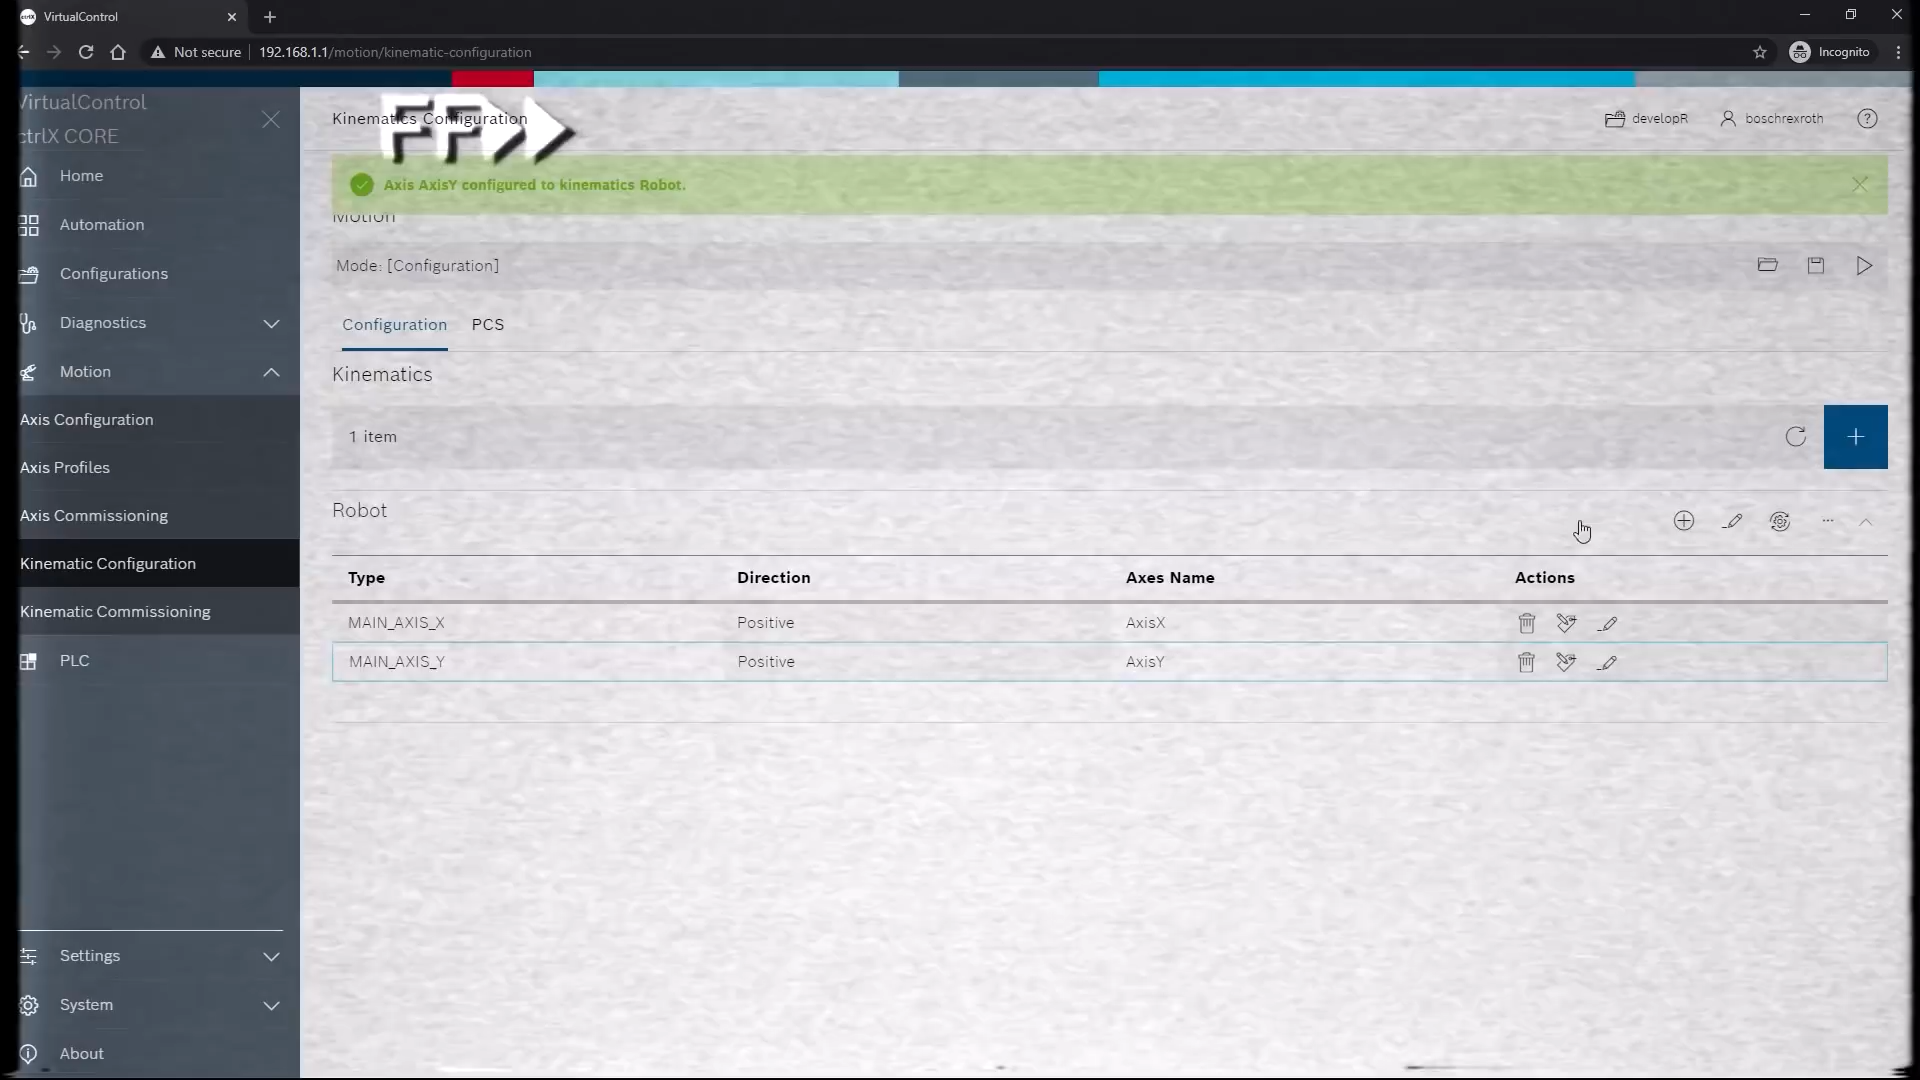 ctrlX VirtualControl
Not secure 192.168.1.1/motion/kinematic-configuration Incognito
VirtualControl
ctrlX CORE
Home
Automation
Configurations
Diagnostics
Motion
Axis Configuration
Axis Profiles
Axis Commissioning
Kinematic Configuration
Kinematic Commissioning
PLC
Settings
System
About
Kinematics Configuration
FF
developR boschrexroth
Axis AxisY configured to kinematics Robot.
Motion
Mode: [Configuration]
Configuration PCS
Kinematics
1 item
Robot
Type Direction Axes Name Actions
MAIN_AXIS_X Positive AxisX
MAIN_AXIS_Y Positive AxisY